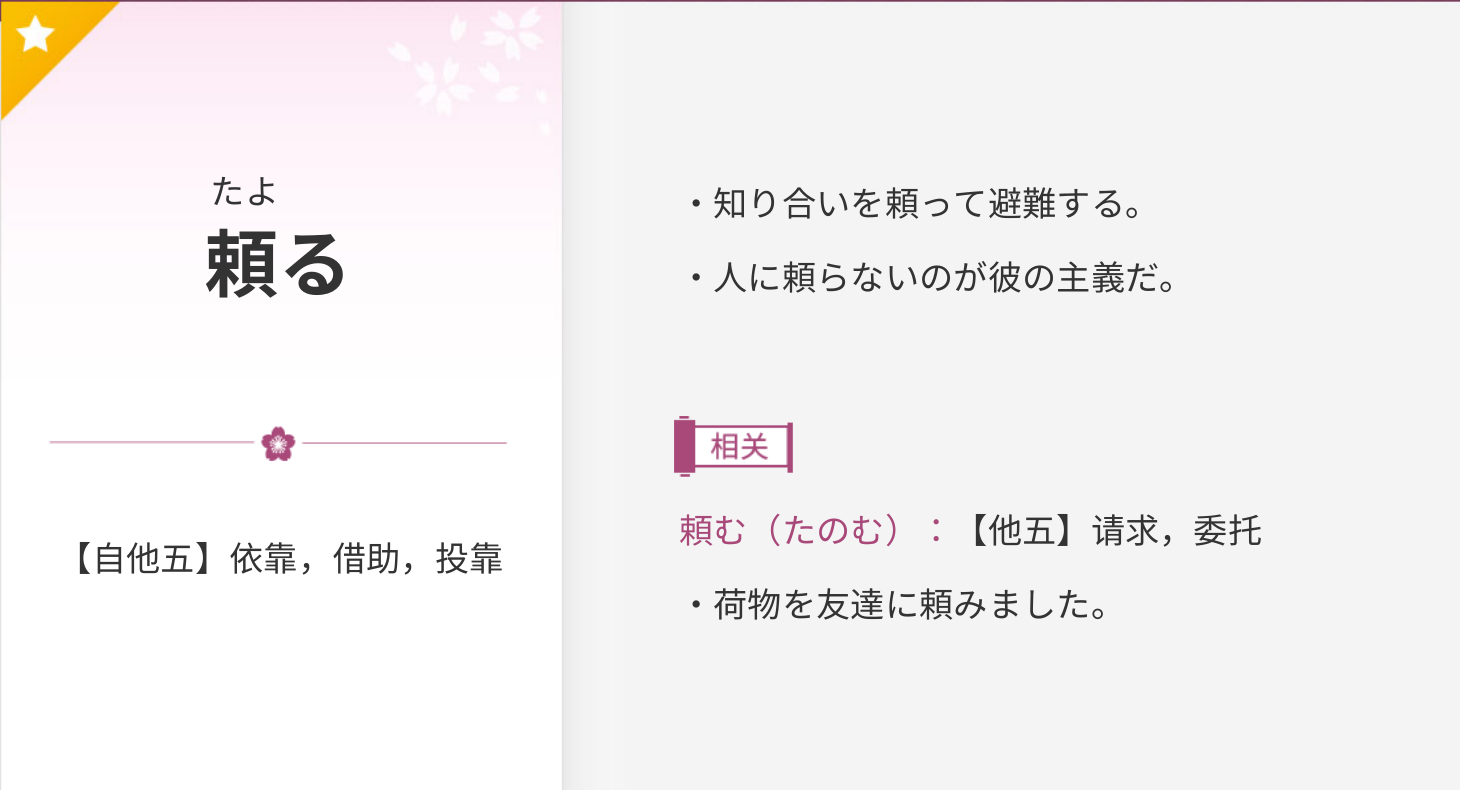 たよ
頼る
【自他五】依靠，借助，投靠
・知り合いを頼って避難する。
・人に頼らないのが彼の主義だ。
相关
頼む（たのむ）：【他五】请求，委托
・荷物を友達に頼みました。